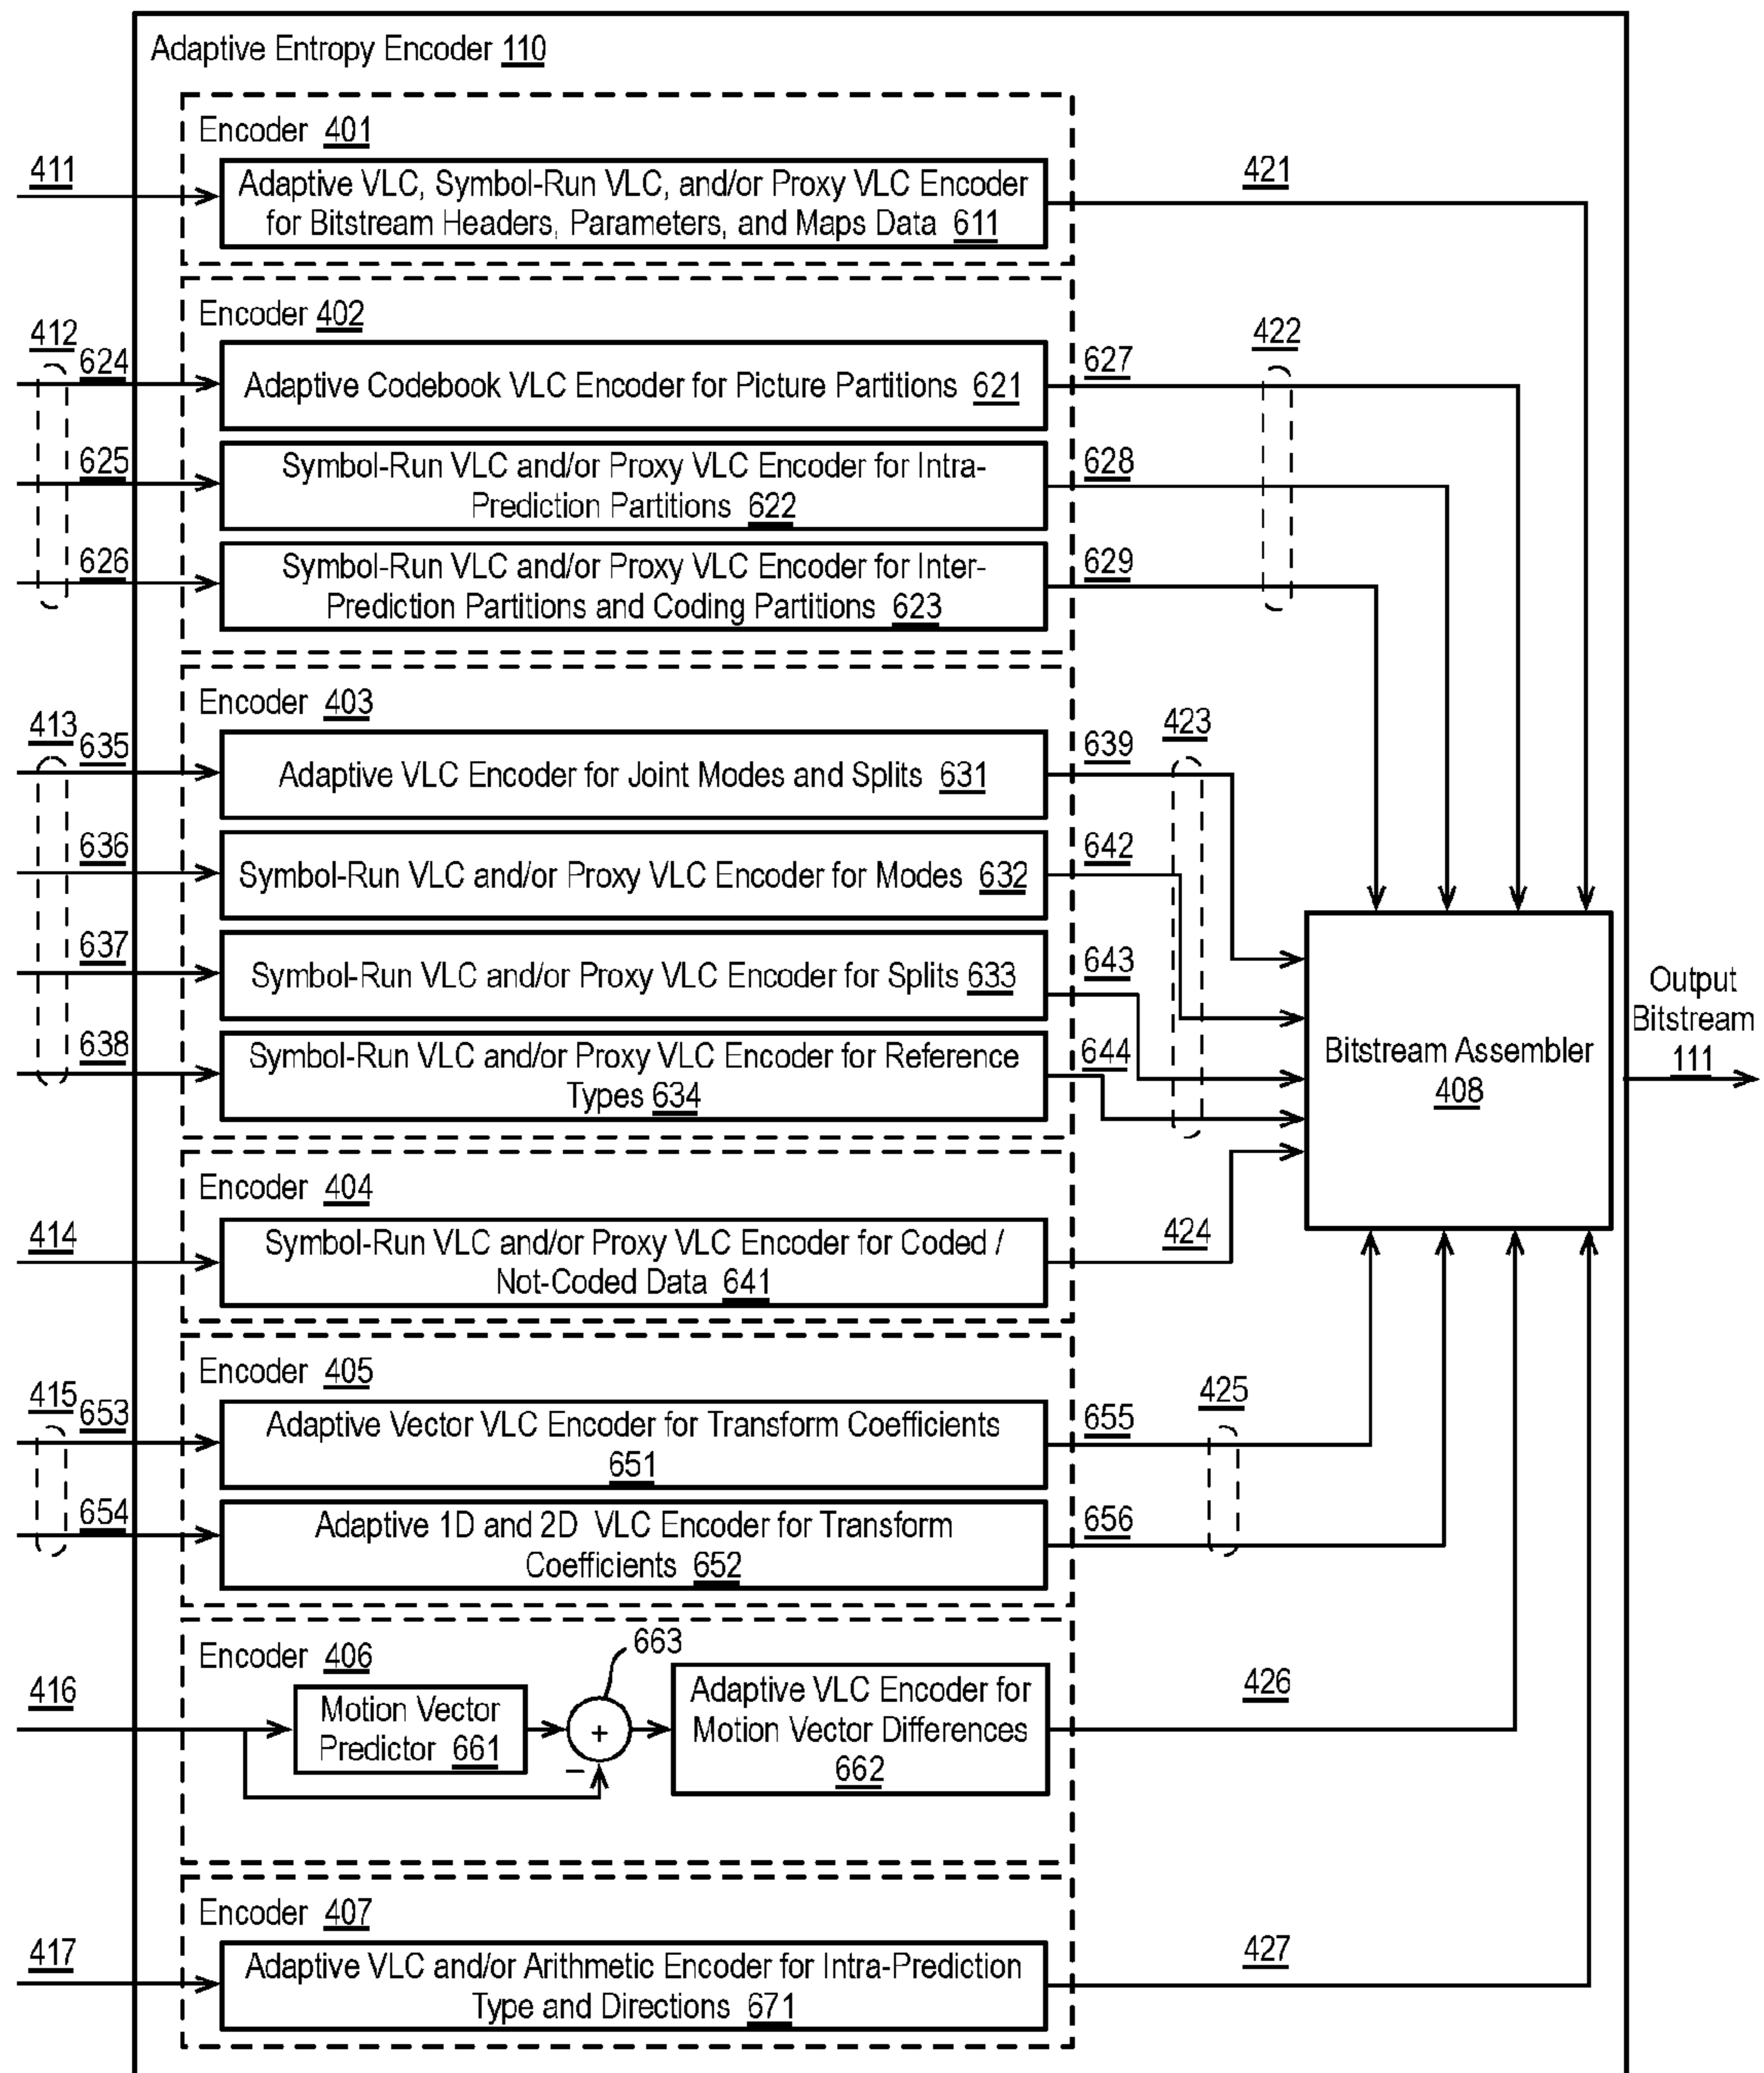 Adaptive Entropy Encoder 110
Encoder 401
411
Adaptive VLC, Symbol-Run VLC, and/or Proxy VLC Encoder
for Bitstream Headers, Parameters, and Maps Data 611
421
Encoder 402
412
624
Adaptive Codebook VLC Encoder for Picture Partitions 621
627
422
625
Symbol-Run VLC and/or Proxy VLC Encoder for Intra-
Prediction Partitions 622
628
626
Symbol-Run VLC and/or Proxy VLC Encoder for Inter-
Prediction Partitions and Coding Partitions 623
629
Encoder 403
413
635
Adaptive VLC Encoder for Joint Modes and Splits 631
639
423
636
Symbol-Run VLC and/or Proxy VLC Encoder for Modes 632
642
637
Symbol-Run VLC and/or Proxy VLC Encoder for Splits 633
643
638
Symbol-Run VLC and/or Proxy VLC Encoder for Reference
Types 634
644
Bitstream Assembler
408
Output
Bitstream
111
Encoder 404
414
Symbol-Run VLC and/or Proxy VLC Encoder for Coded /
Not-Coded Data 641
424
Encoder 405
415
653
Adaptive Vector VLC Encoder for Transform Coefficients
651
655
425
654
Adaptive 1D and 2D VLC Encoder for Transform
Coefficients 652
656
Encoder 406
663
416
Motion Vector
Predictor 661
+
−
Adaptive VLC Encoder for
Motion Vector Differences
662
426
Encoder 407
417
Adaptive VLC and/or Arithmetic Encoder for Intra-Prediction
Type and Directions 671
427